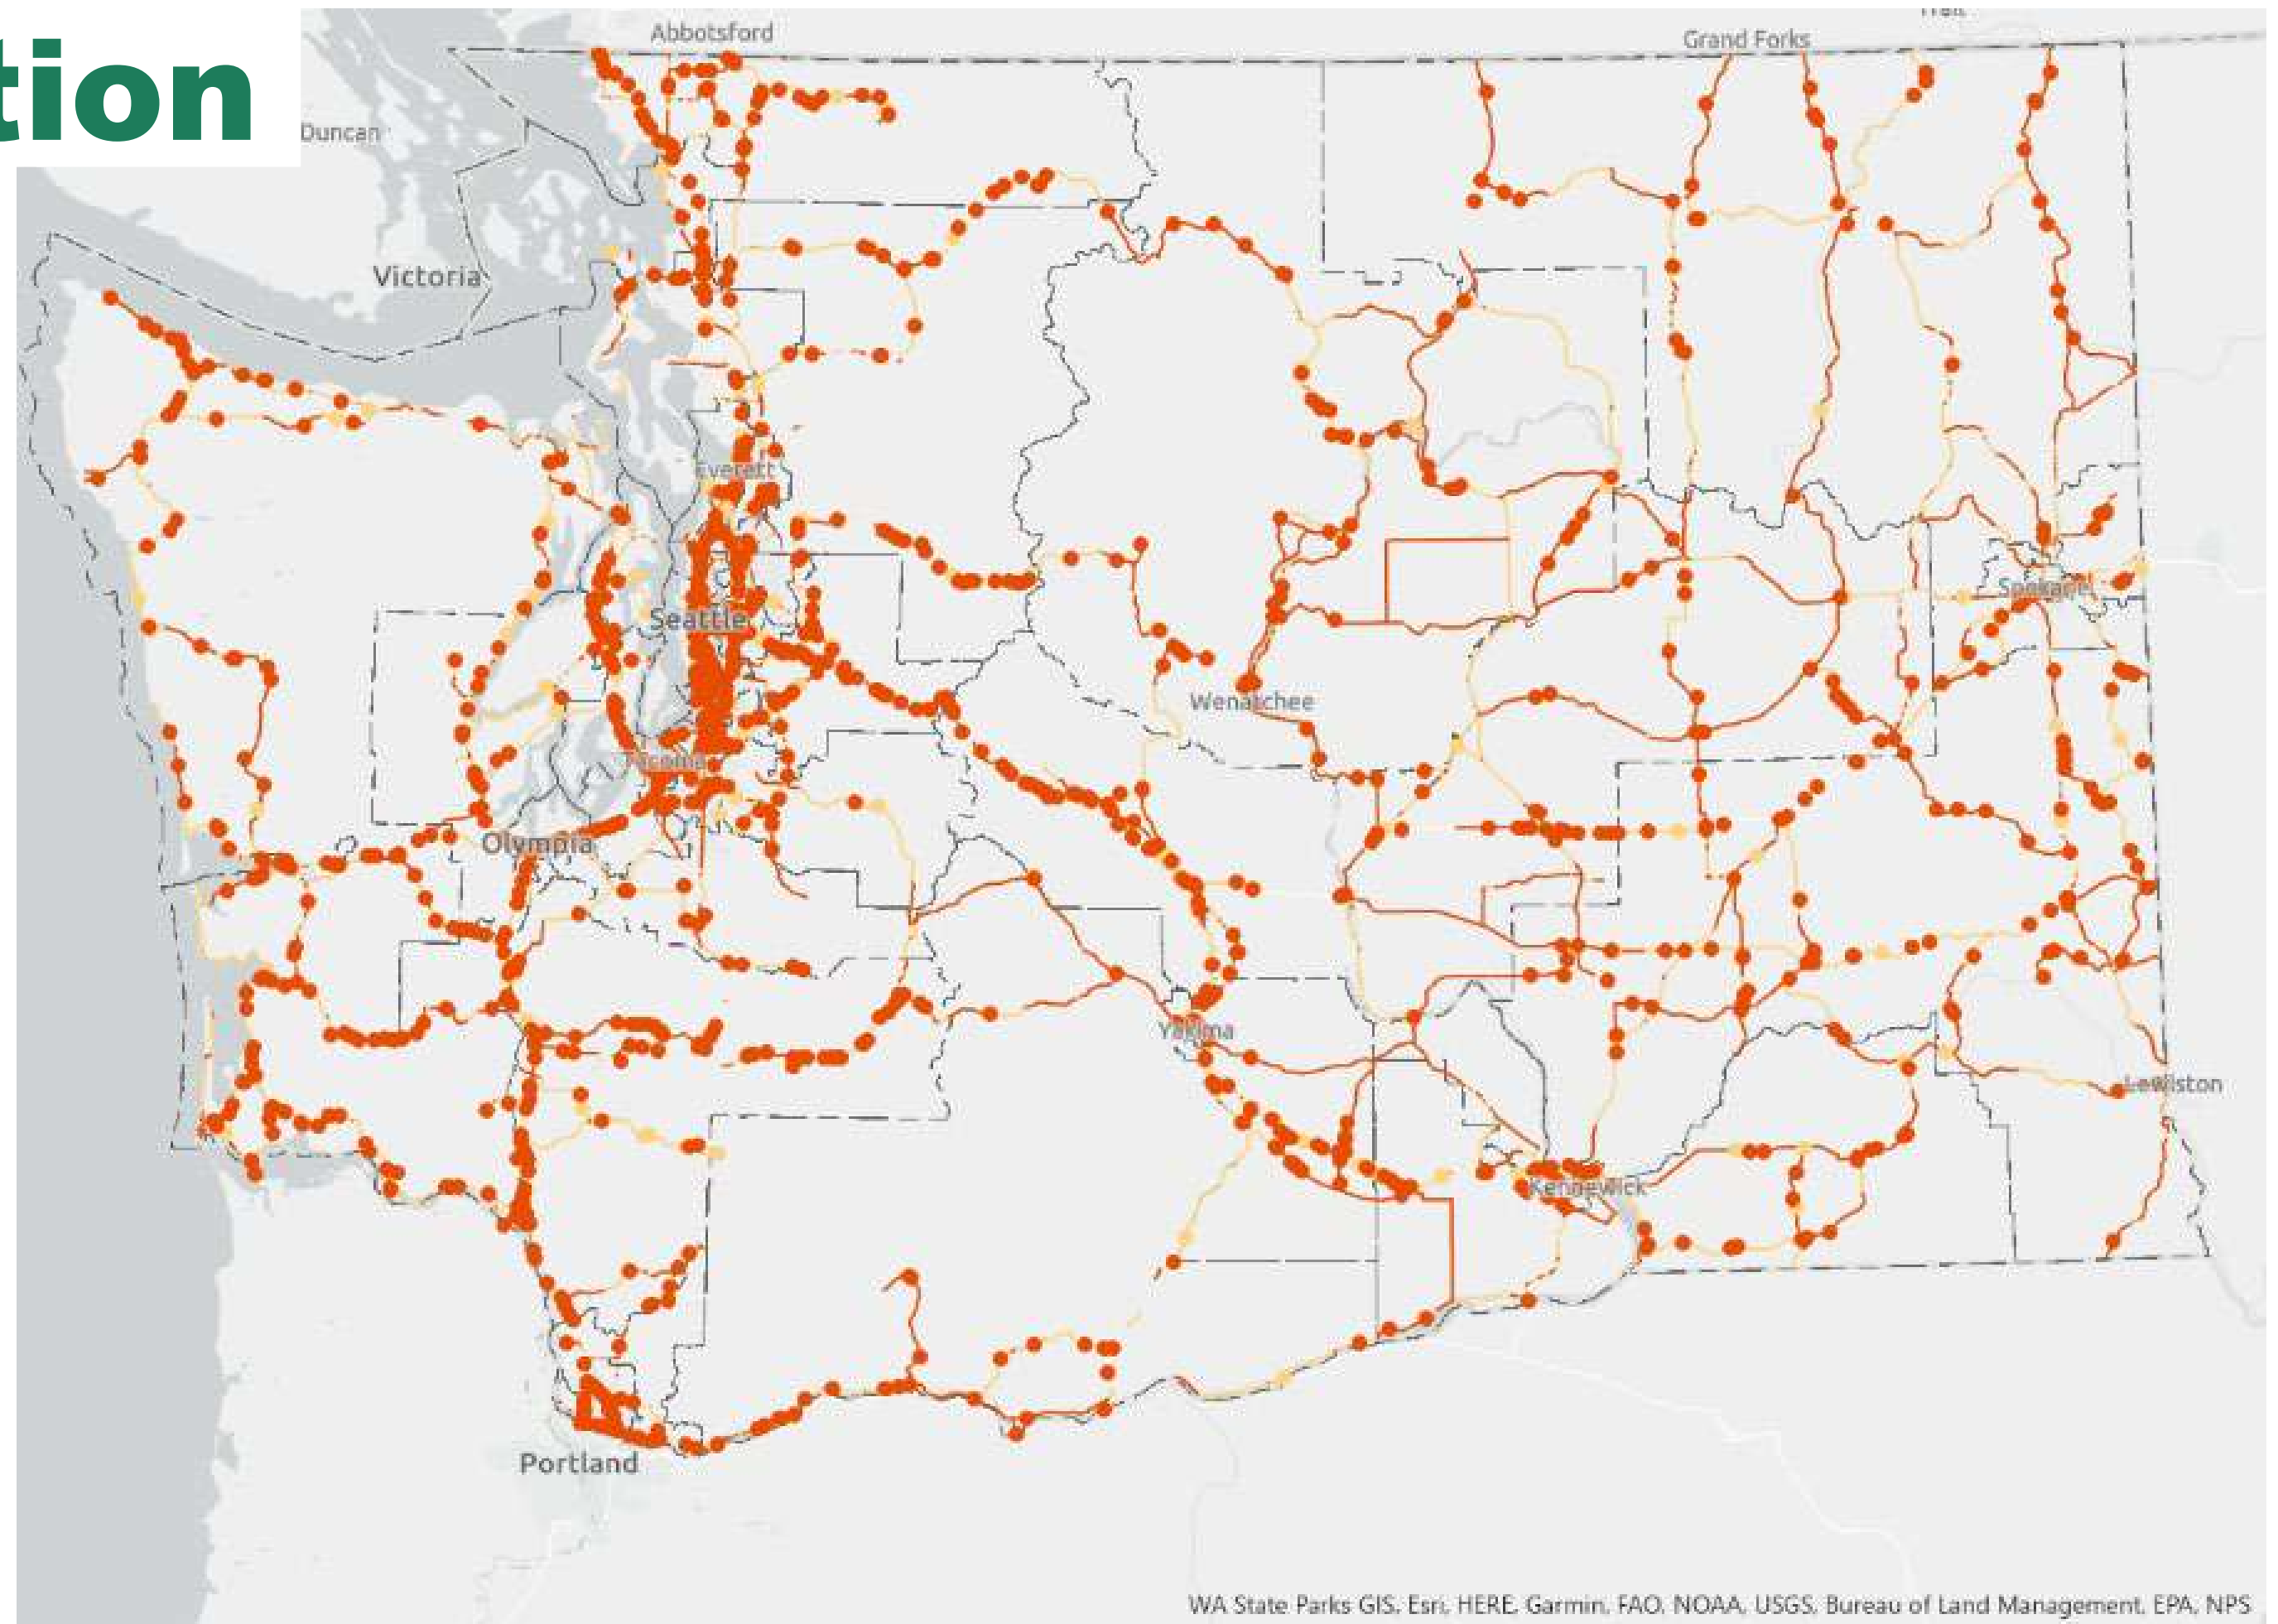 tion
Abbotsford
Grand Forks
Duncan
Victoria
Everett
Seattle
Spokane
Wenatchee
Tacoma
Olympia
Yakima
Lewiston
Kennewick
Portland
WA State Parks GIS, Esri, HERE, Garmin, FAO, NOAA, USGS, Bureau of Land Management, EPA, NPS